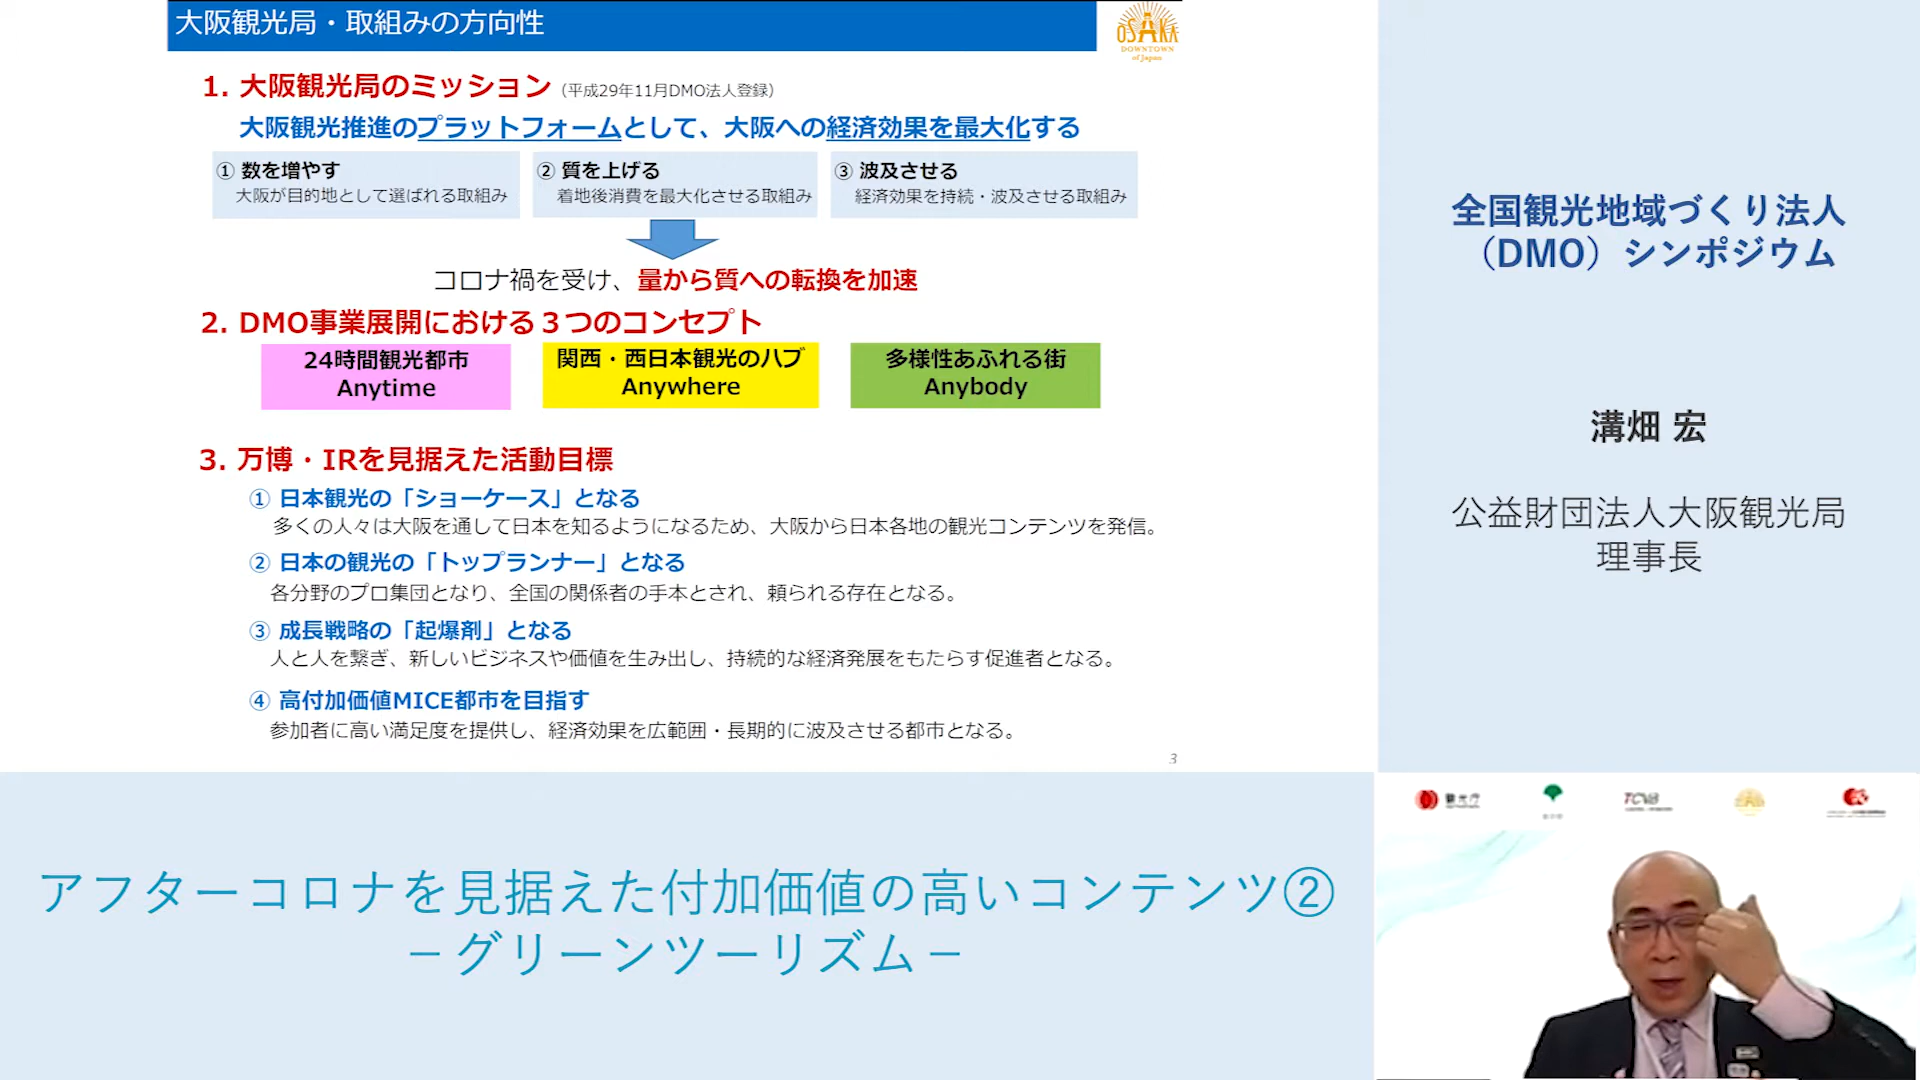 大阪観光局・取組みの方向性
OSAKA
DOWNTOWN
of Japan
1. 大阪観光局のミッション（平成29年11月DMO法人登録）
大阪観光推進のプラットフォームとして、大阪への経済効果を最大化する
① 数を増やす
大阪が目的地として選ばれる取組み
② 質を上げる
着地後消費を最大化させる取組み
③ 波及させる
経済効果を持続・波及させる取組み
コロナ禍を受け、量から質への転換を加速
2. DMO事業展開における３つのコンセプト
24時間観光都市
Anytime
関西・西日本観光のハブ
Anywhere
多様性あふれる街
Anybody
3. 万博・IRを見据えた活動目標
① 日本観光の「ショーケース」となる
多くの人々は大阪を通して日本を知るようになるため、大阪から日本各地の観光コンテンツを発信。
② 日本の観光の「トップランナー」となる
各分野のプロ集団となり、全国の関係者の手本とされ、頼られる存在となる。
③ 成長戦略の「起爆剤」となる
人と人を繋ぎ、新しいビジネスや価値を生み出し、持続的な経済発展をもたらす促進者となる。
④ 高付加価値MICE都市を目指す
参加者に高い満足度を提供し、経済効果を広範囲・長期的に波及させる都市となる。
3
全国観光地域づくり法人
（DMO）シンポジウム
溝畑 宏
公益財団法人大阪観光局
理事長
観光庁
TCVB
アフターコロナを見据えた付加価値の高いコンテンツ②
－グリーンツーリズム－